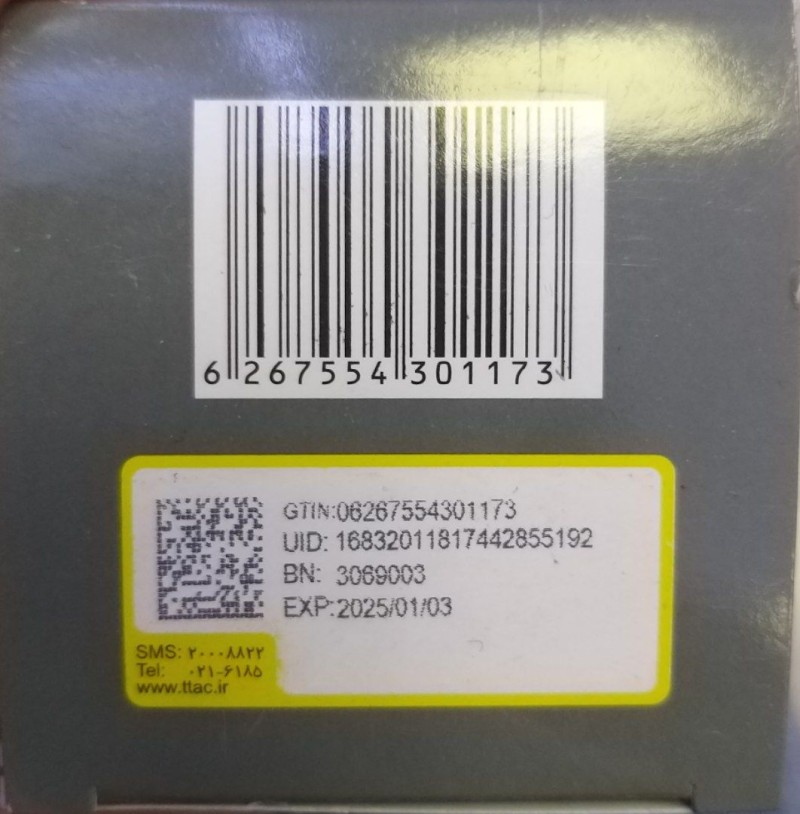 6 267554 301173
GTIN:06267554301173
UID: 16832011817442855192
BN: 3069003
EXP:2025/01/03
SMS: ۲۰۰۰۸۸۲۲
Tel: ۰۲۱-۶۱۸۵
www.ttac.ir